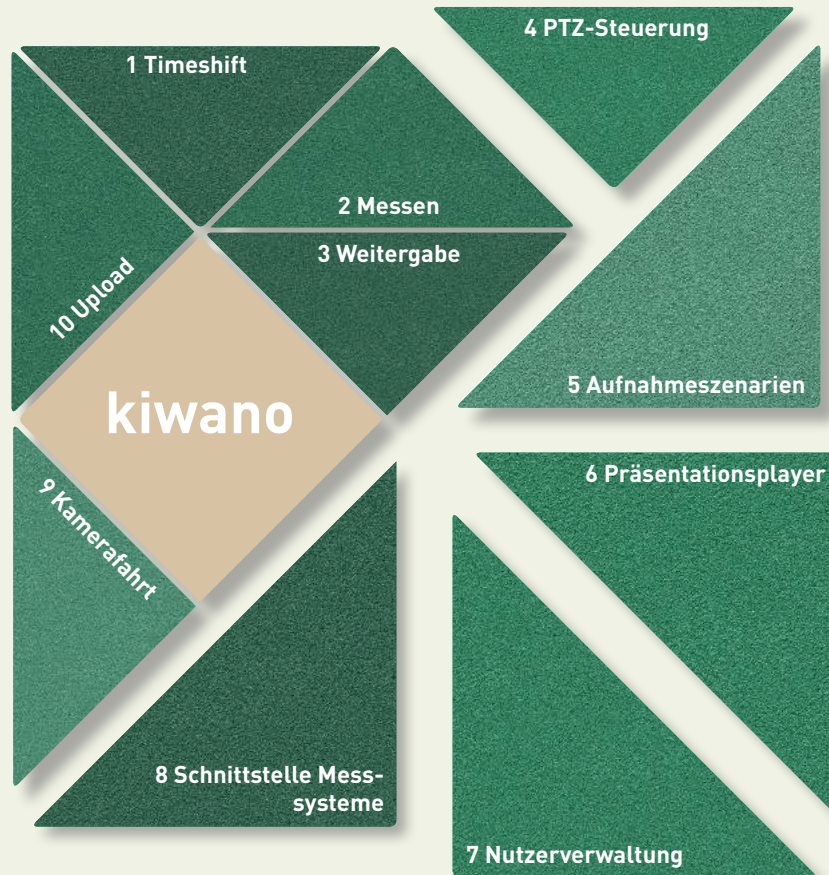 1 Timeshift
2 Messen
3 Weitergabe
4 PTZ-Steuerung
5 Aufnahmeszenarien
6 Präsentationsplayer
7 Nutzerverwaltung
8 Schnittstelle Mess-
systeme
9 Kamerafahrt
10 Upload
kiwano